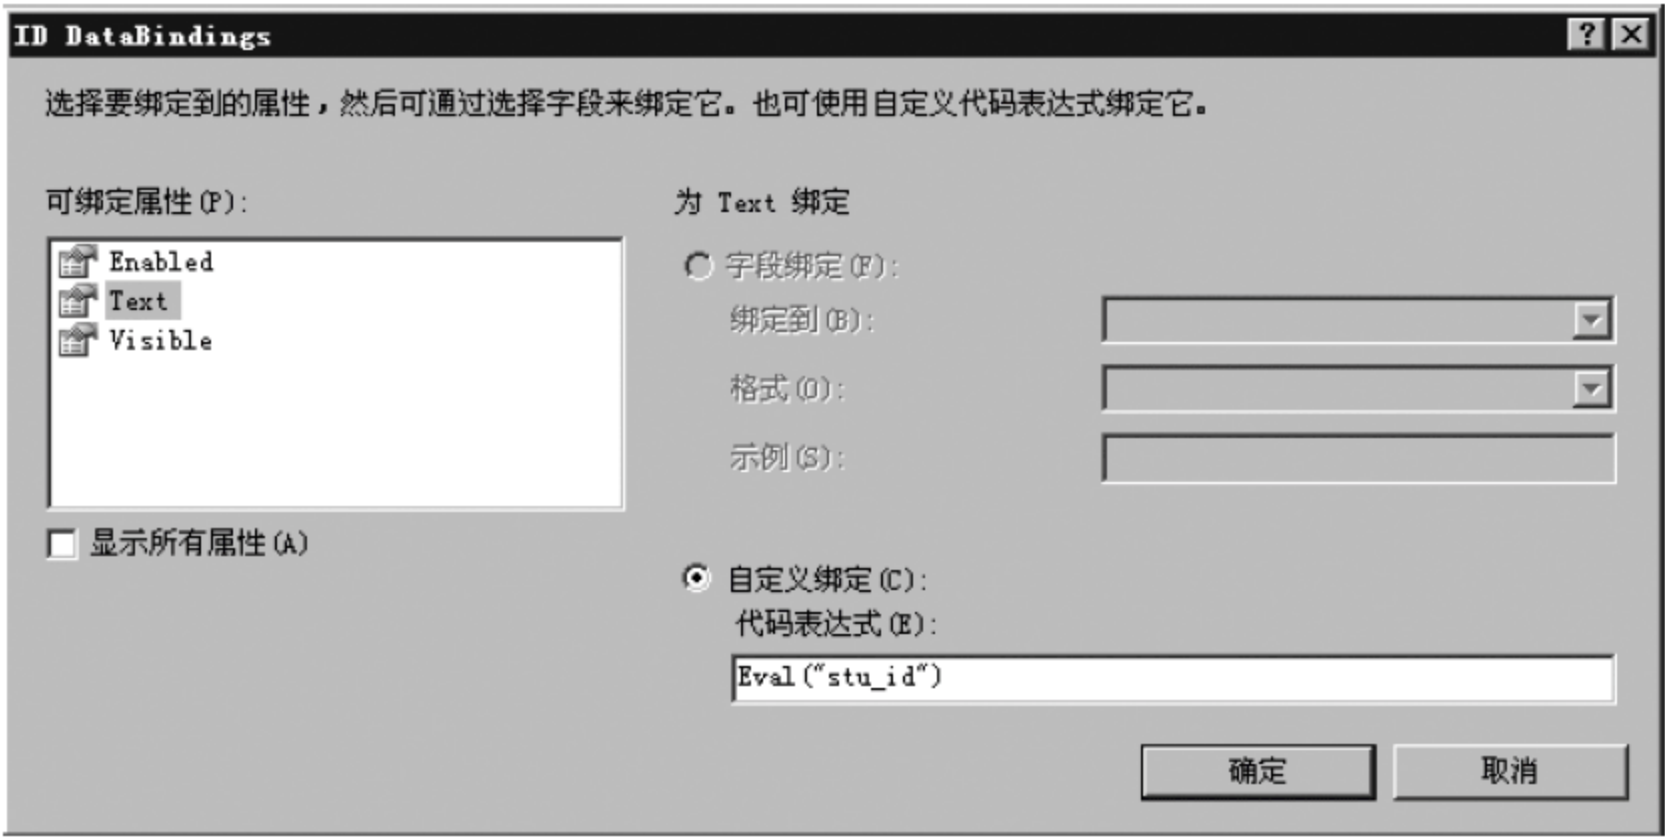 ID DataBindings
选择要绑定到的属性，然后可通过选择字段来绑定它。也可使用自定义代码表达式绑定它。
可绑定属性(P):
Enabled
Text
Visible
显示所有属性(A)
为 Text 绑定
字段绑定(F):
绑定到(B):
格式(O):
示例(S):
自定义绑定(C):
代码表达式(E):
Eval("stu_id")
确定
取消